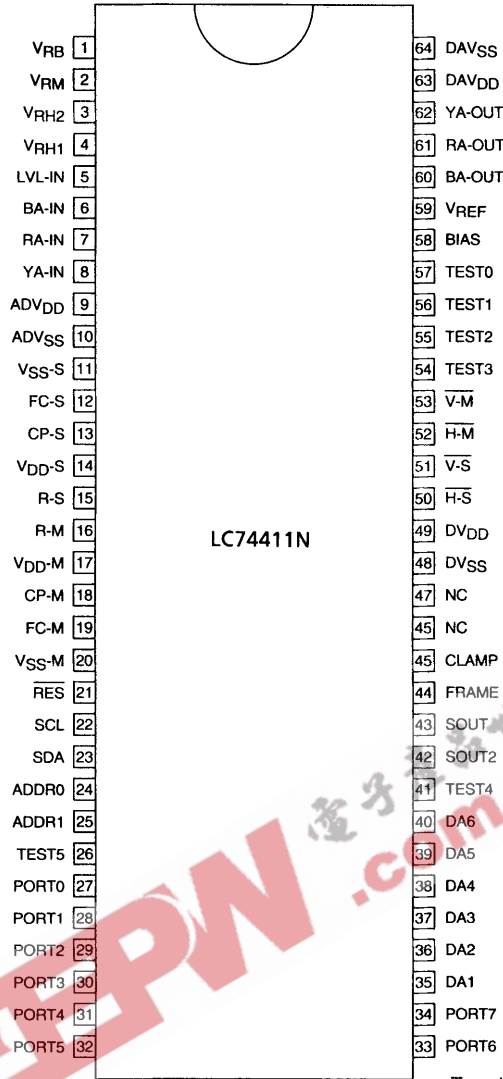 VRB 1
VRM 2
VRH2 3
VRH1 4
LVL-IN 5
BA-IN 6
RA-IN 7
YA-IN 8
ADVDD 9
ADVSS 10
VSS-S 11
FC-S 12
CP-S 13
VDD-S 14
R-S 15
R-M 16
VDD-M 17
CP-M 18
FC-M 19
VSS-M 20
RES 21
SCL 22
SDA 23
ADDR0 24
ADDR1 25
TEST5 26
PORT0 27
PORT1 28
PORT2 29
PORT3 30
PORT4 31
PORT5 32
LC74411N
64 DAVSS
63 DAVDD
62 YA-OUT
61 RA-OUT
60 BA-OUT
59 VREF
58 BIAS
57 TEST0
56 TEST1
55 TEST2
54 TEST3
53 V-M
52 H-M
51 V-S
50 H-S
49 DVDD
48 DVSS
47 NC
45 NC
45 CLAMP
44 FRAME
43 SOUT
42 SOUT2
41 TEST4
40 DA6
39 DA5
38 DA4
37 DA3
36 DA2
35 DA1
34 PORT7
33 PORT6
EEPW
.com